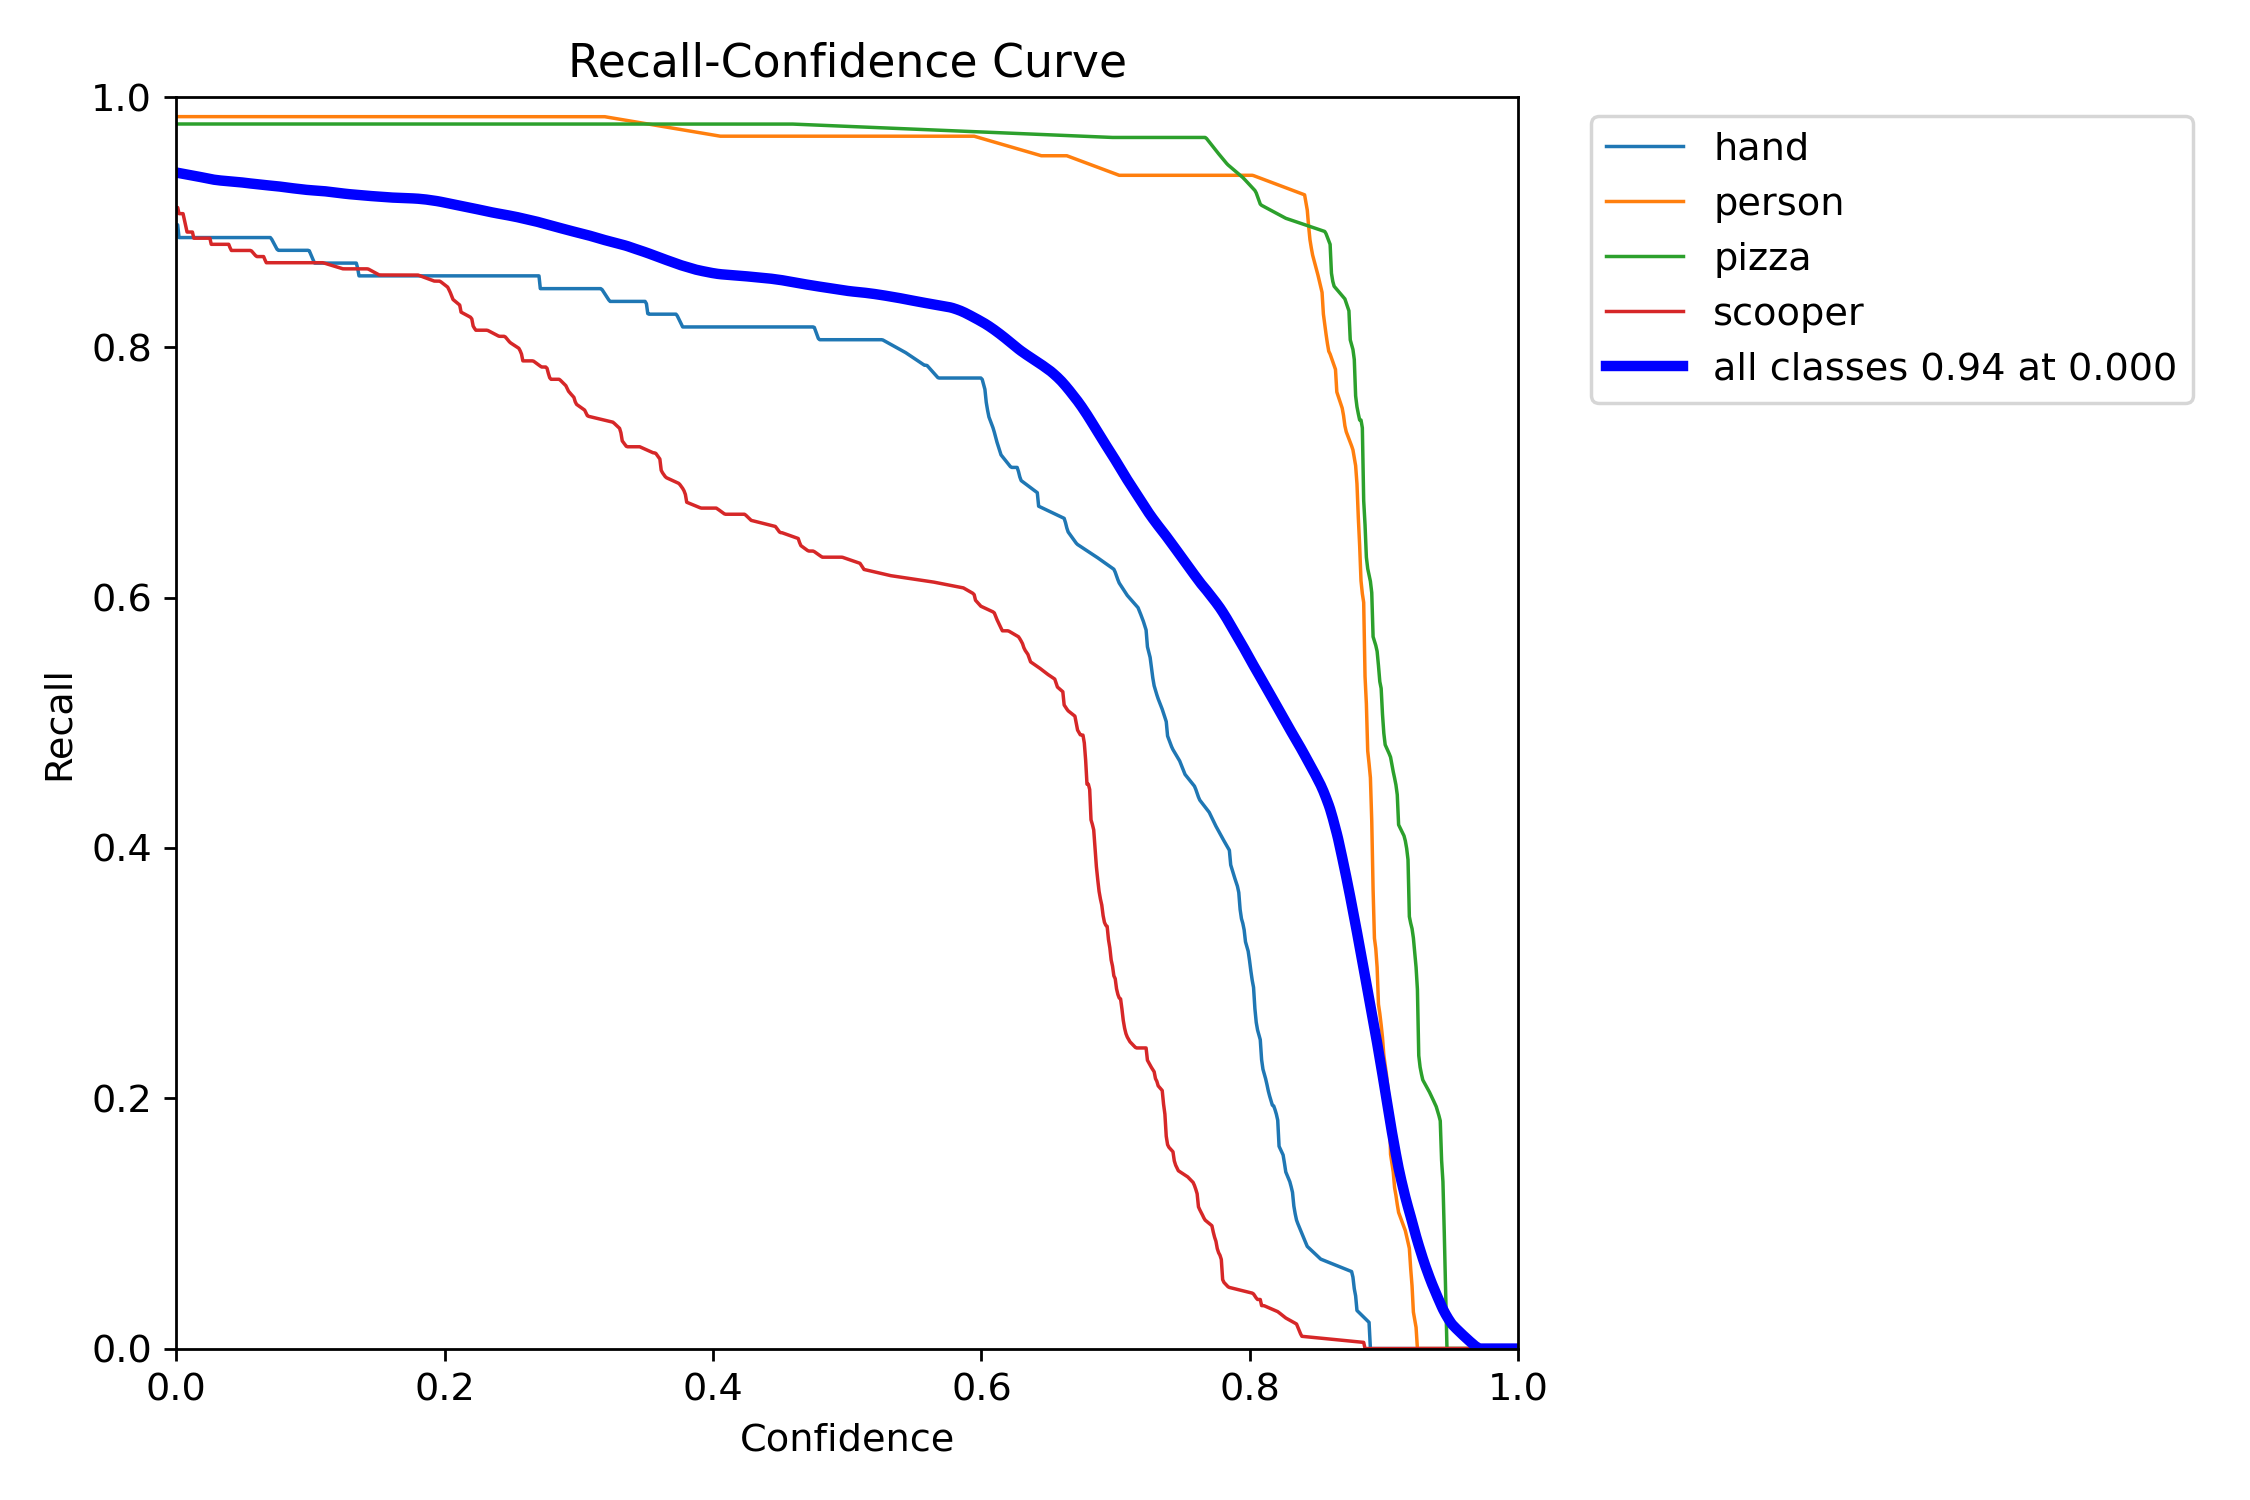 Recall-Confidence Curve
1.0
0.8
0.6
0.4
0.2
0.0
Recall
0.0 0.2 0.4 0.6 0.8 1.0
Confidence
hand
person
pizza
scooper
all classes 0.94 at 0.000